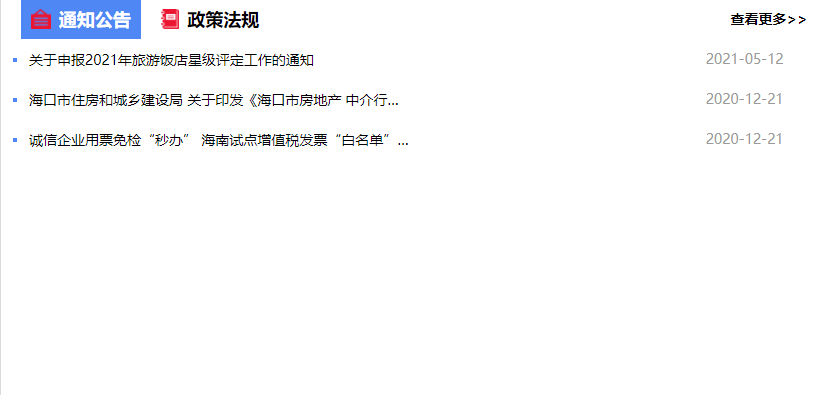 通知公告 政策法规 查看更多>>
关于申报2021年旅游饭店星级评定工作的通知 2021-05-12
海口市住房和城乡建设局 关于印发《海口市房地产 中介行... 2020-12-21
诚信企业用票免检“秒办” 海南试点增值税发票“白名单”... 2020-12-21